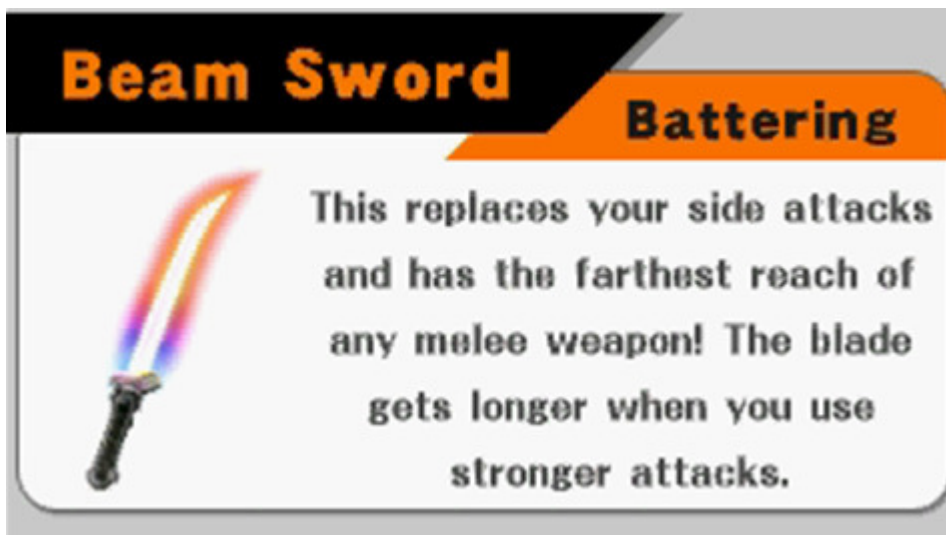 Beam Sword
Battering
This replaces your side attacks
and has the farthest reach of
any melee weapon! The blade
gets longer when you use
stronger attacks.